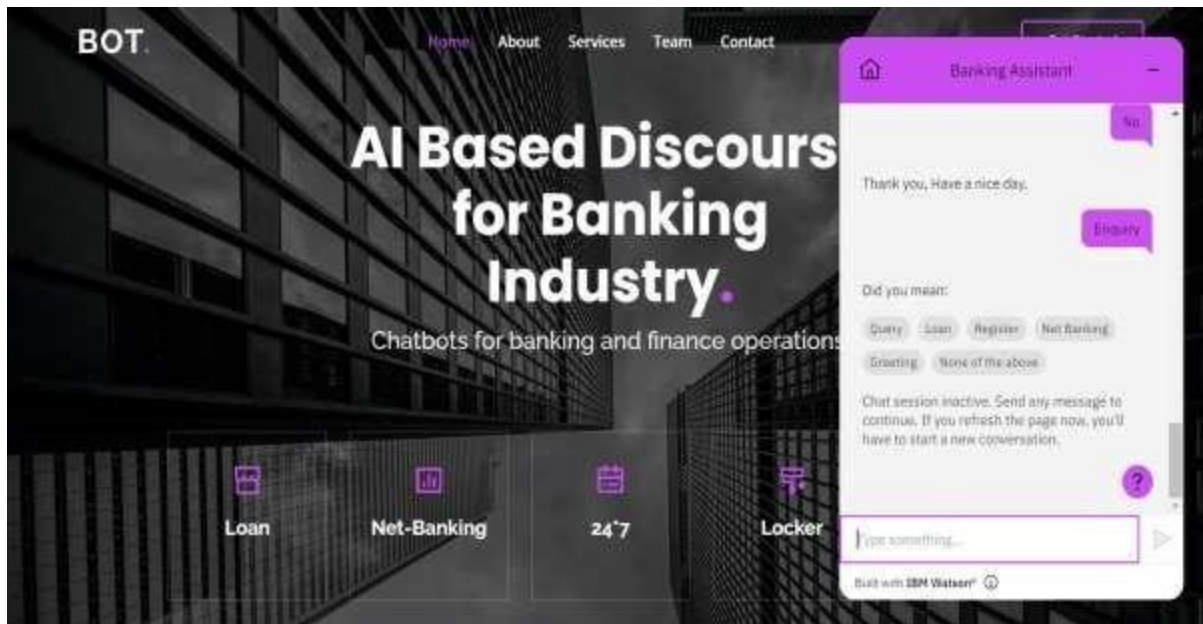 BOT.
Home About Services Team Contact
AI Based Discours
for Banking
Industry.
Chatbots for banking and finance operations
Loan
Net-Banking
24*7
Locker
Banking Assistant
No
Thank you, Have a nice day.
Enquiry
Did you mean:
Query Loan Register Net Banking
Greeting None of the above
Chat session inactive. Send any message to
continue. If you refresh the page now, you'll
have to start a new conversation.
?
Type something...
Built with IBM Watson®